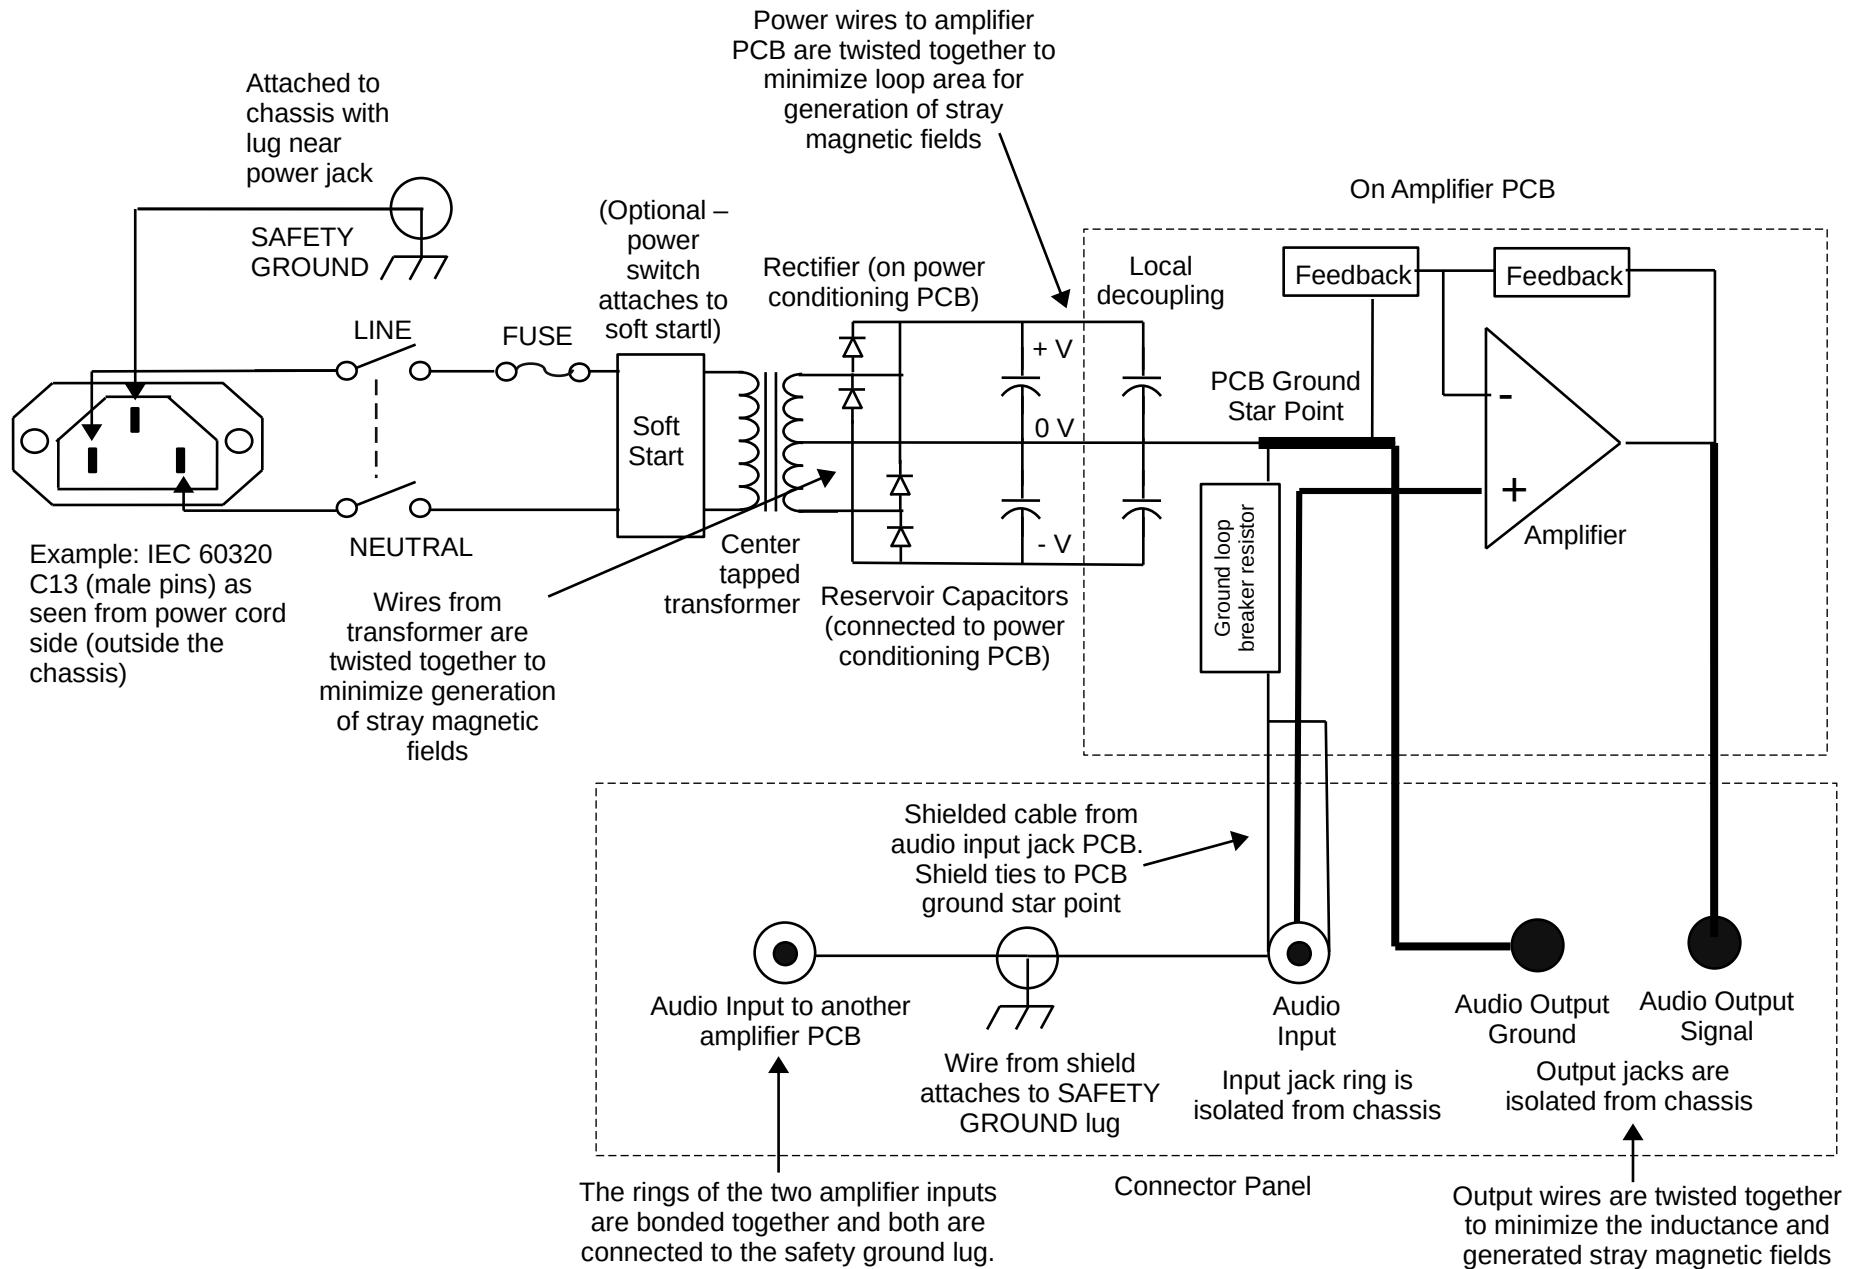 Power wires to amplifier
PCB are twisted together to
minimize loop area for
generation of stray
magnetic fields
Attached to
chassis with
lug near
power jack
SAFETY
GROUND
(Optional –
power
switch
attaches to
soft startl)
On Amplifier PCB
Rectifier (on power
conditioning PCB)
Local
decoupling
Feedback
Feedback
LINE
FUSE
+ V
PCB Ground
Star Point
-
Soft
Start
0 V
+
Amplifier
- V
Ground loop
breaker resistor
NEUTRAL
Center
tapped
transformer
Example: IEC 60320
C13 (male pins) as
seen from power cord
side (outside the
chassis)
Wires from
transformer are
twisted together to
minimize generation
of stray magnetic
fields
Reservoir Capacitors
(connected to power
conditioning PCB)
Shielded cable from
audio input jack PCB.
Shield ties to PCB
ground star point
Audio Input to another
amplifier PCB
Wire from shield
attaches to SAFETY
GROUND lug
Audio
Input
Input jack ring is
isolated from chassis
Audio Output
Ground
Audio Output
Signal
Output jacks are
isolated from chassis
Connector Panel
The rings of the two amplifier inputs
are bonded together and both are
connected to the safety ground lug.
Output wires are twisted together
to minimize the inductance and
generated stray magnetic fields